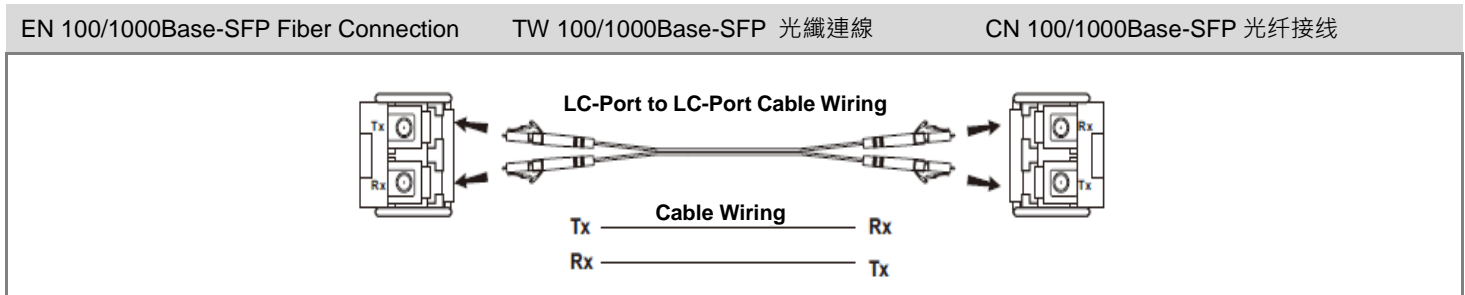 EN 100/1000Base-SFP Fiber Connection TW 100/1000Base-SFP 光纖連線 CN 100/1000Base-SFP 光纤接线
LC-Port to LC-Port Cable Wiring
Tx Rx
Rx Tx
Cable Wiring
Tx Rx
Rx Tx